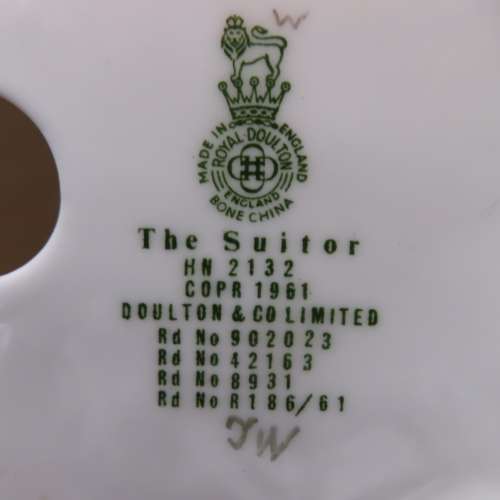 W
MADE IN ENGLAND
ROYAL DOULTON
ENGLAND
BONE CHINA
The Suitor
HN 2132
COPR 1961
DOULTON & CO LIMITED
Rd No 902023
Rd No 42163
Rd No 8931
Rd No R186/61
JW